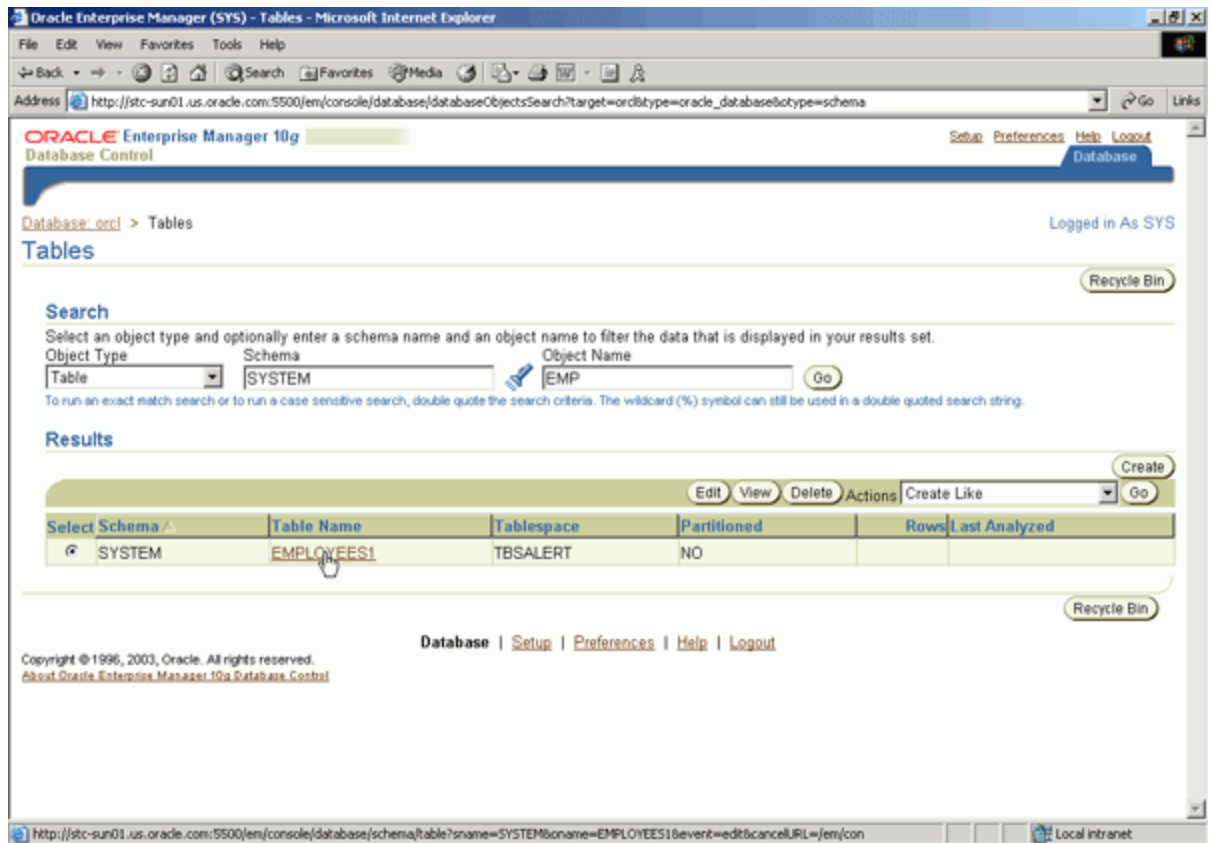 Oracle Enterprise Manager (SYS) - Tables - Microsoft Internet Explorer
File Edit View Favorites Tools Help
Back Search Favorites Media
Address http://stc-sun01.us.oracle.com:5500/em/console/database/databaseObjectsSearch?target=orcl&type=oracle_database&otype=schema Go Links
ORACLE Enterprise Manager 10g
Database Control
Setup Preferences Help Logout
Database
Database: orcl > Tables
Logged in As SYS
Tables
Recycle Bin
Search
Select an object type and optionally enter a schema name and an object name to filter the data that is displayed in your results set.
Object Type Schema Object Name
Table SYSTEM EMP Go
To run an exact match search or to run a case sensitive search, double quote the search criteria. The wildcard (%) symbol can still be used in a double quoted search string.
Results
Create
Edit View Delete Actions Create Like Go
Select Schema Table Name Tablespace Partitioned Rows Last Analyzed
SYSTEM EMPLOYEES1 TBSALERT NO
Recycle Bin
Database | Setup | Preferences | Help | Logout
Copyright © 1996, 2003, Oracle. All rights reserved.
About Oracle Enterprise Manager 10g Database Control
http://stc-sun01.us.oracle.com:5500/em/console/database/schema/table?sname=SYSTEM&oname=EMPLOYEES1&event=edit&cancelURL=/em/con Local intranet